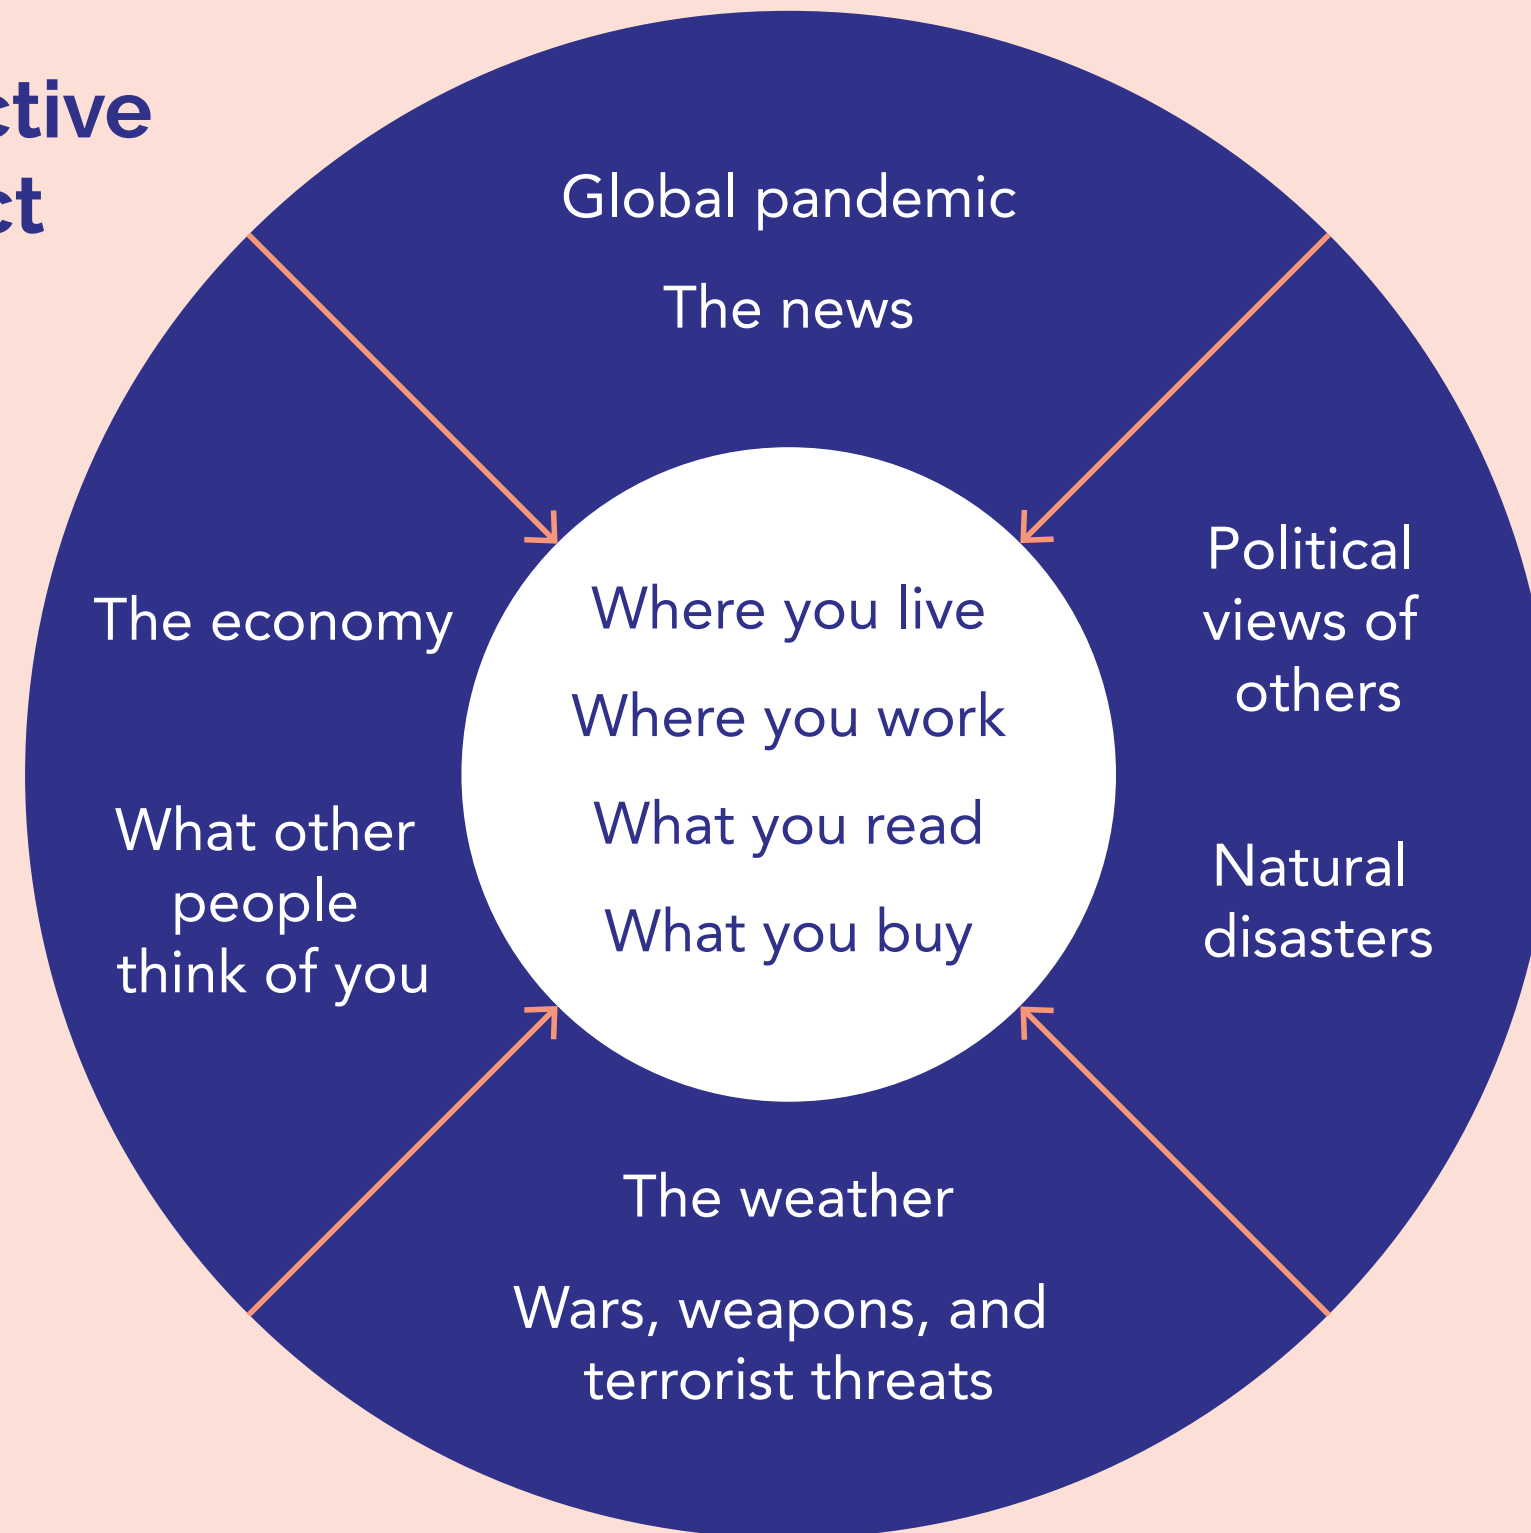 ctive
ct
Global pandemic
The news
The economy
What other
people
think of you
Where you live
Where you work
What you read
What you buy
Political
views of
others
Natural
disasters
The weather
Wars, weapons, and
terrorist threats